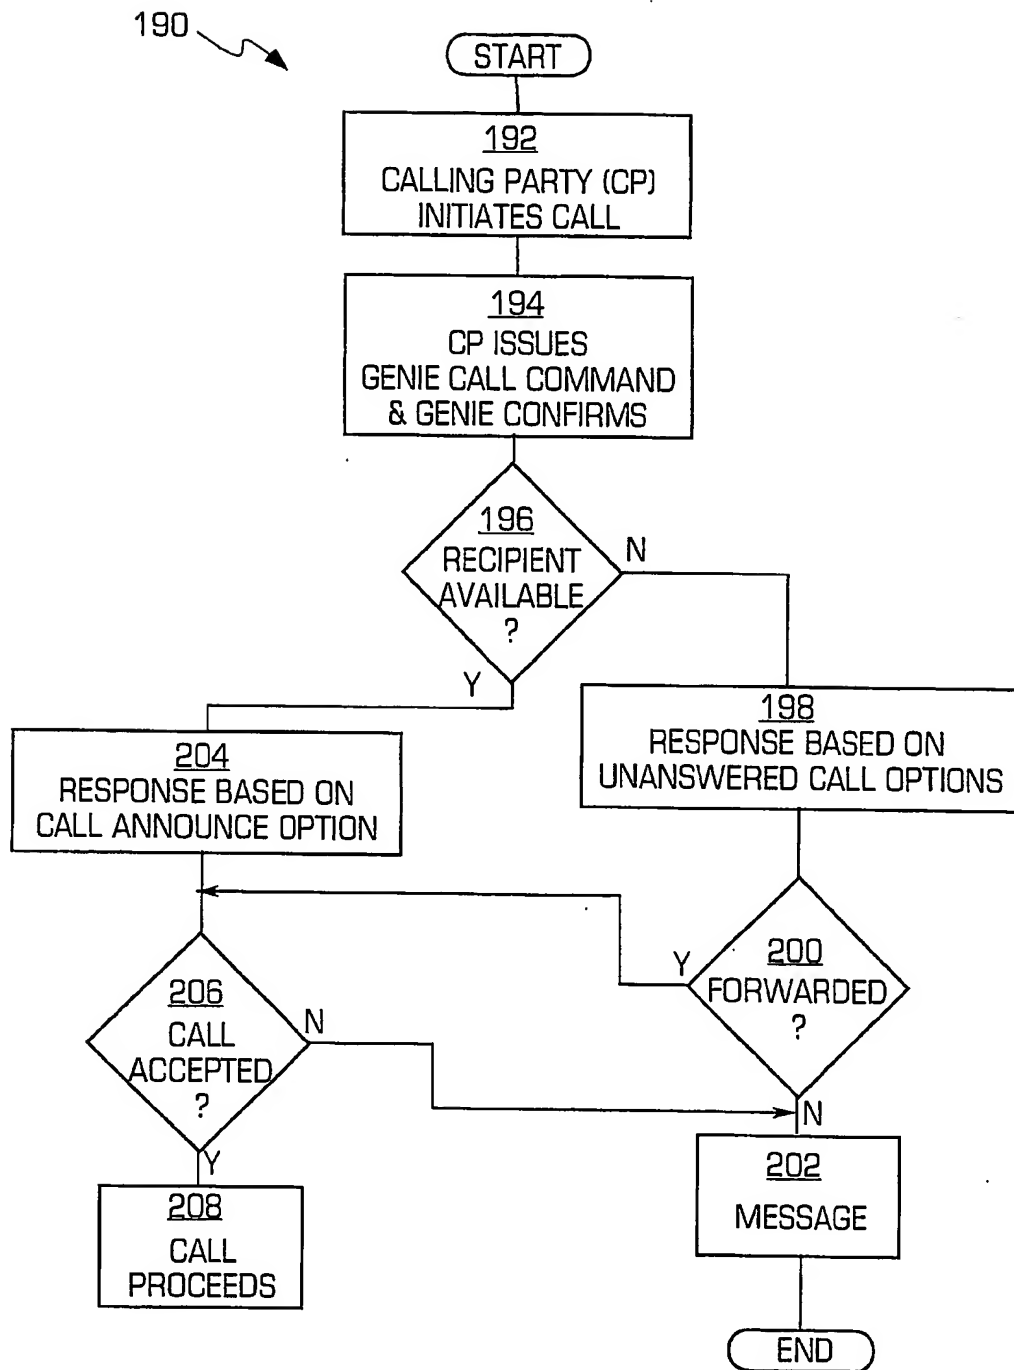 190
START
192
CALLING PARTY (CP)
INITIATES CALL
194
CP ISSUES
GENIE CALL COMMAND
& GENIE CONFIRMS
196
RECIPIENT
AVAILABLE
?
N
Y
198
RESPONSE BASED ON
UNANSWERED CALL OPTIONS
204
RESPONSE BASED ON
CALL ANNOUNCE OPTION
200
FORWARDED
?
Y
N
206
CALL
ACCEPTED
?
N
Y
202
MESSAGE
208
CALL
PROCEEDS
END